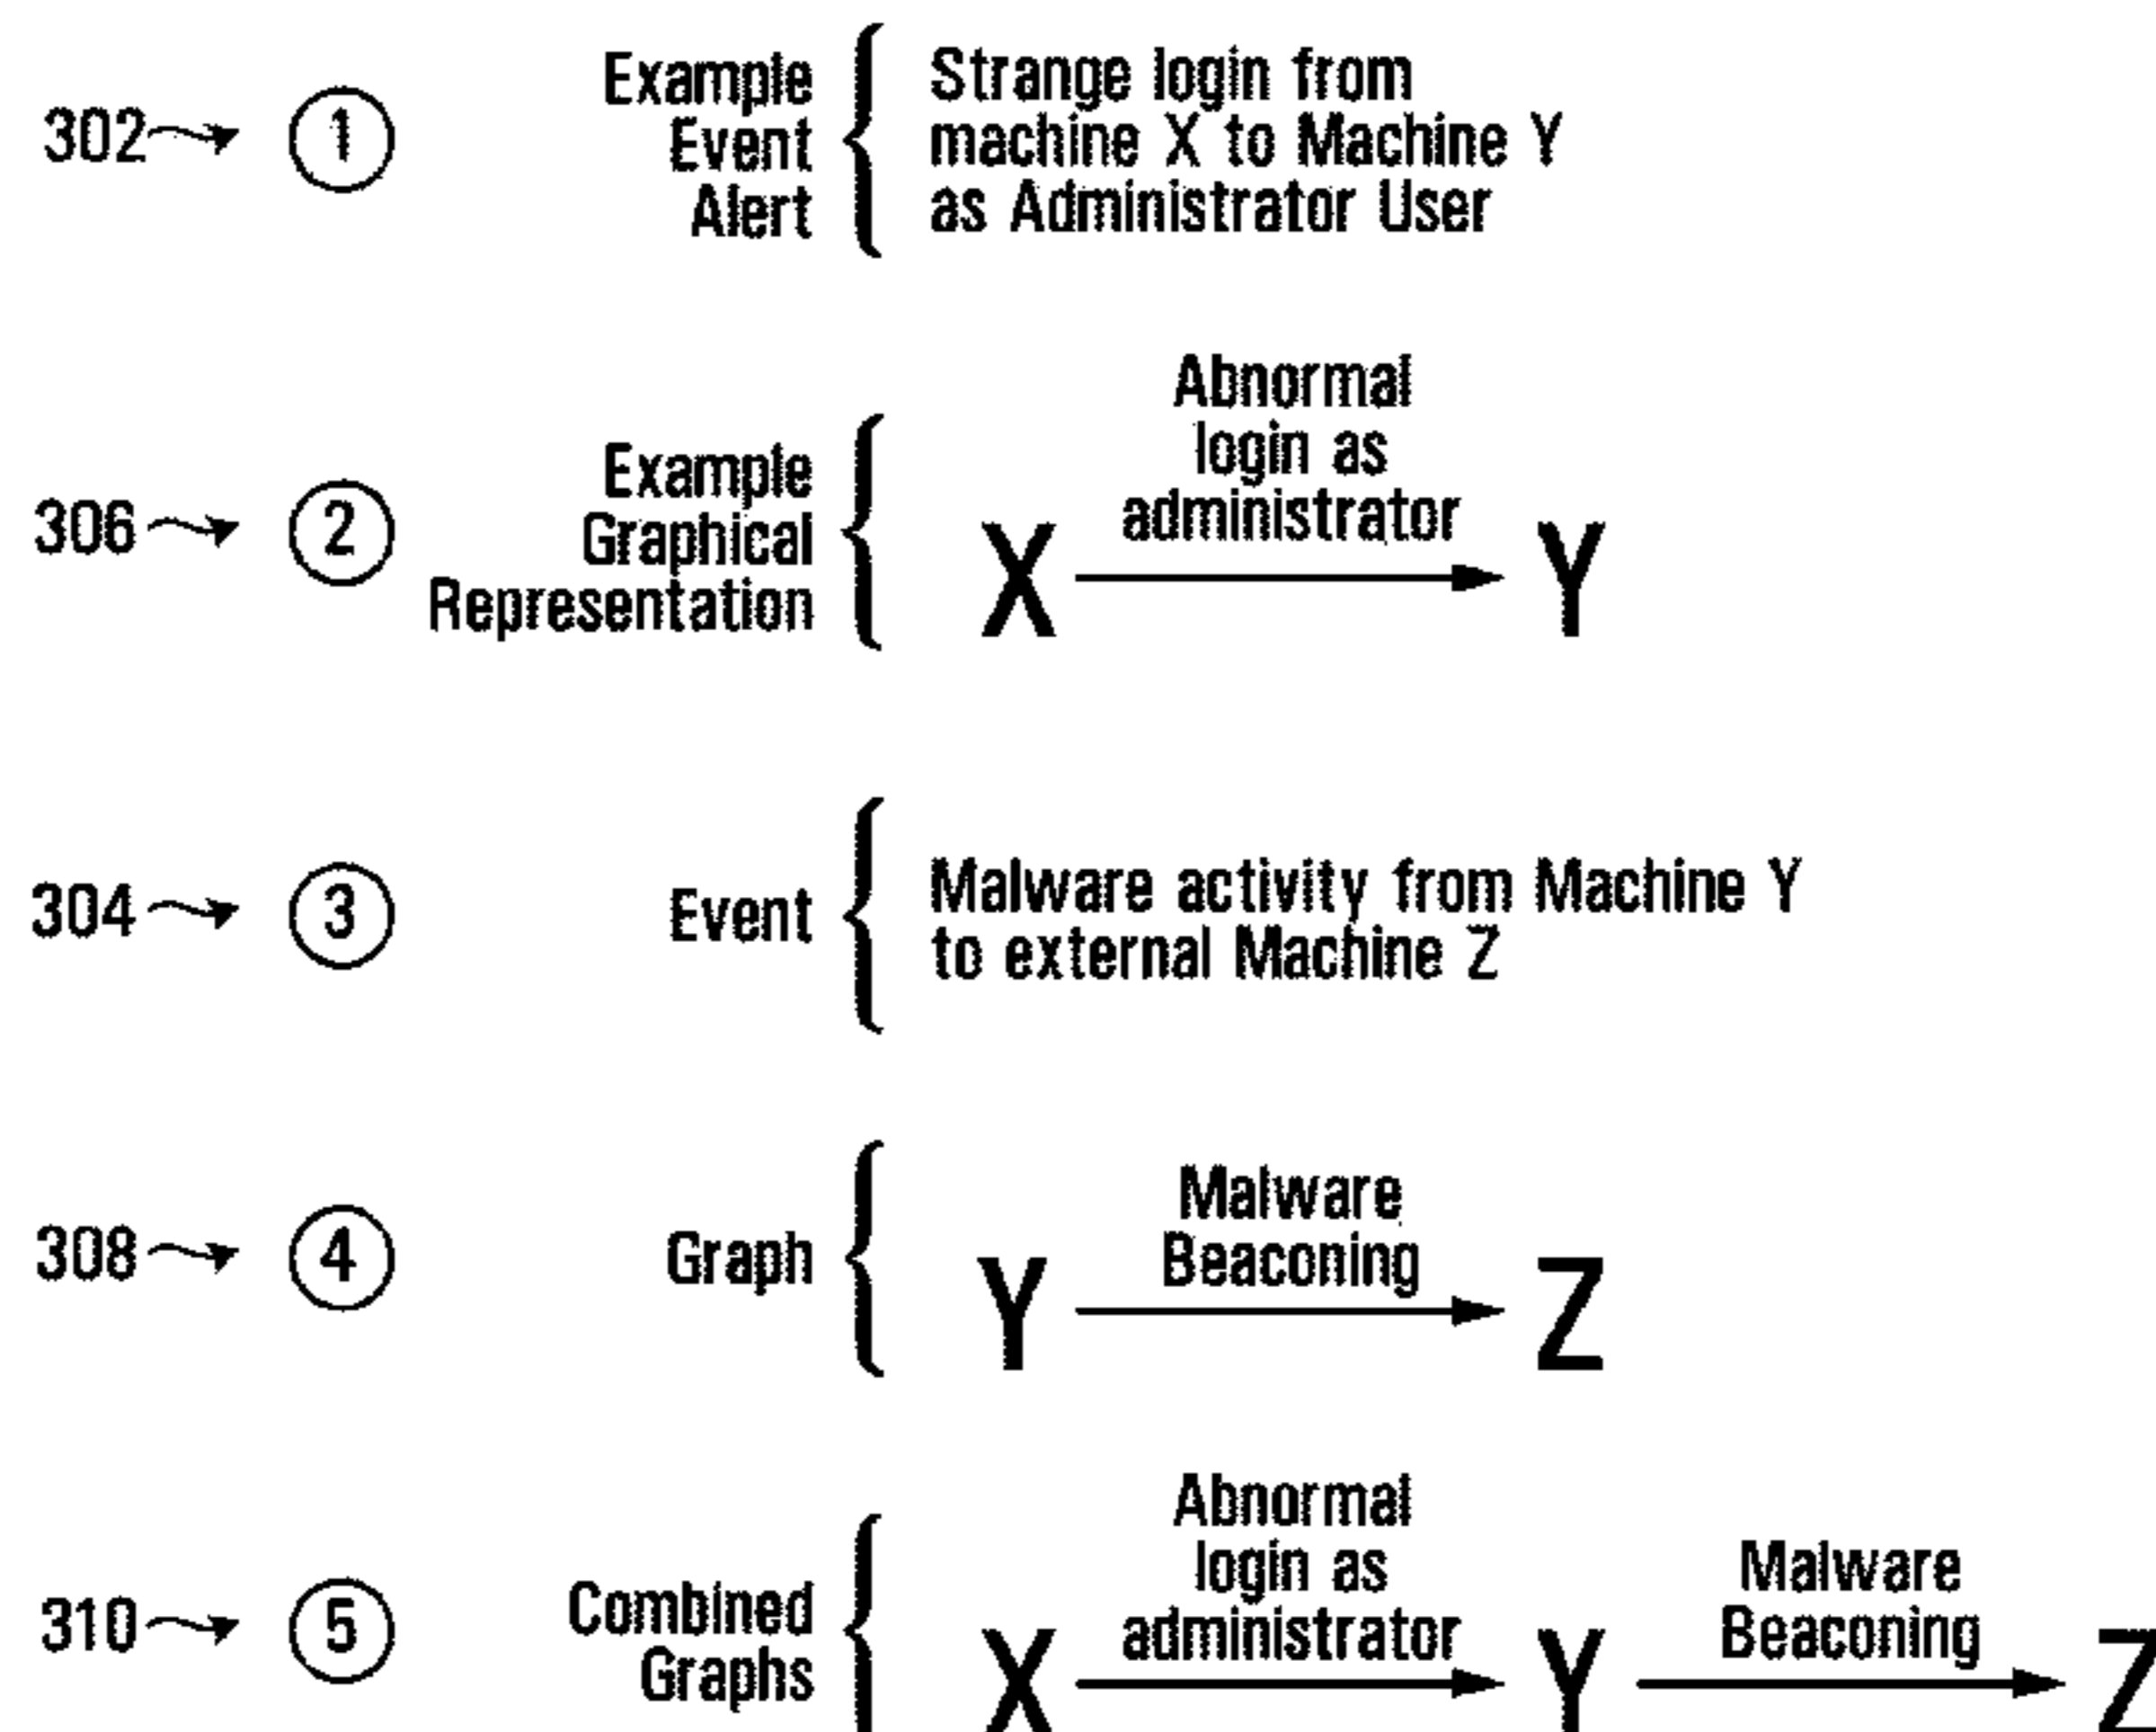 302
1
Example
Event
Alert
Strange login from
machine X to Machine Y
as Administrator User
306
2
Example
Graphical
Representation
X
Abnormal
login as
administrator
Y
304
3
Event
Malware activity from Machine Y
to external Machine Z
308
4
Graph
Y
Malware
Beaconing
Z
310
5
Combined
Graphs
X
Abnormal
login as
administrator
Y
Malware
Beaconing
Z